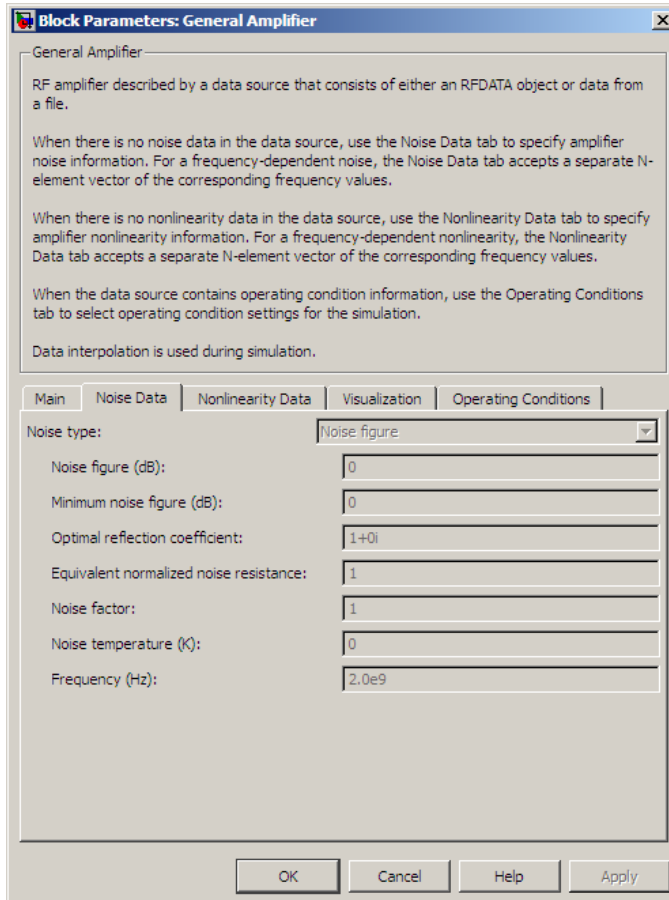 Block Parameters: General Amplifier
General Amplifier
RF amplifier described by a data source that consists of either an RFDATA object or data from
a file.
When there is no noise data in the data source, use the Noise Data tab to specify amplifier
noise information. For a frequency-dependent noise, the Noise Data tab accepts a separate N-
element vector of the corresponding frequency values.
When there is no nonlinearity data in the data source, use the Nonlinearity Data tab to specify
amplifier nonlinearity information. For a frequency-dependent nonlinearity, the Nonlinearity
Data tab accepts a separate N-element vector of the corresponding frequency values.
When the data source contains operating condition information, use the Operating Conditions
tab to select operating condition settings for the simulation.
Data interpolation is used during simulation.
Main Noise Data Nonlinearity Data Visualization Operating Conditions
Noise type: Noise figure
Noise figure (dB): 0
Minimum noise figure (dB): 0
Optimal reflection coefficient: 1+0i
Equivalent normalized noise resistance: 1
Noise factor: 1
Noise temperature (K): 0
Frequency (Hz): 2.0e9
OK Cancel Help Apply